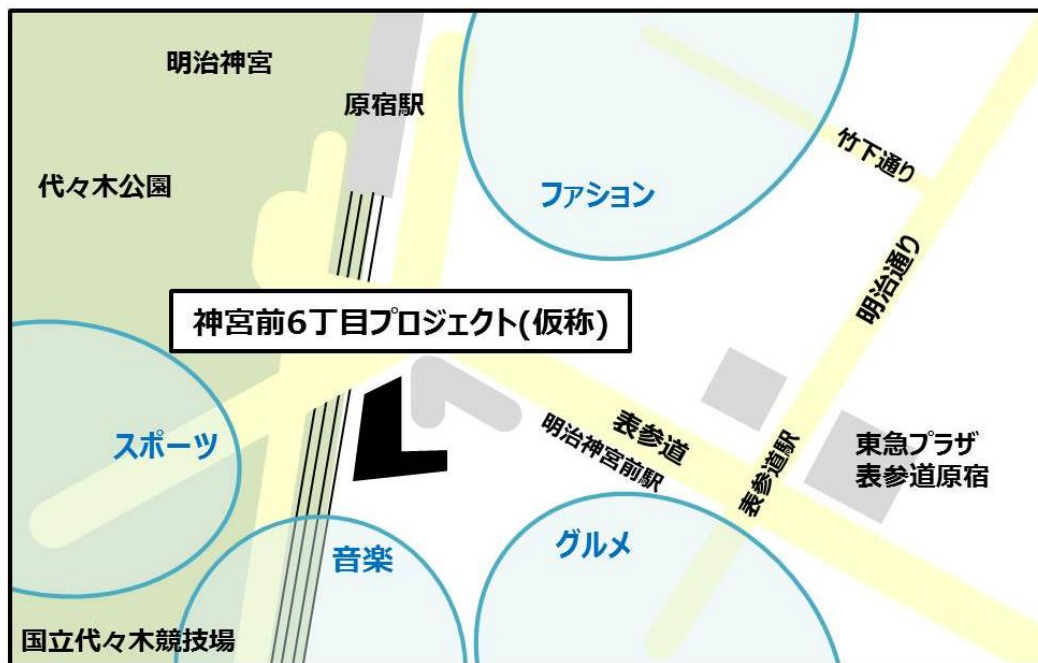 明治神宮
原宿駅
代々木公園
ファション
竹下通り
明治通り
神宮前6丁目プロジェクト(仮称)
スポーツ
表参道
明治神宮前駅
表参道駅
東急プラザ
表参道原宿
音楽
グルメ
国立代々木競技場